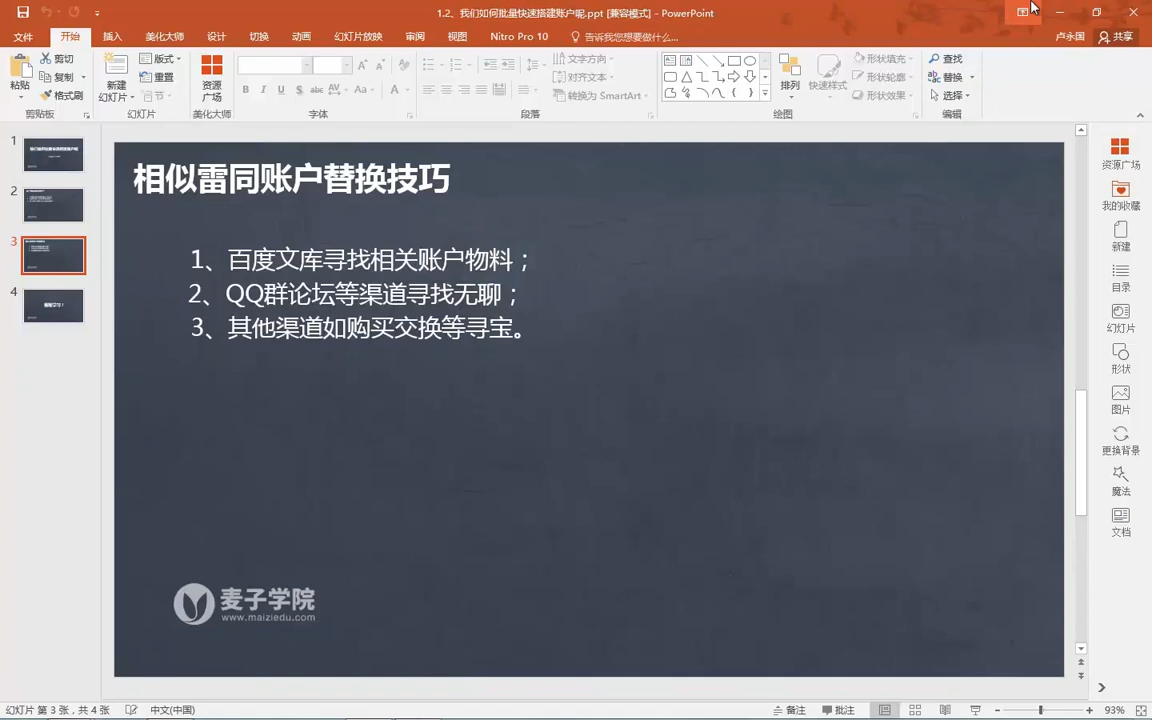 1.2、我们如何批量快速搭建账户呢.ppt [兼容模式] - PowerPoint
文件 开始 插入 美化大师 设计 切换 动画 幻灯片放映 审阅 视图 Nitro Pro 10 告诉我您想要做什么... 卢永国 共享
粘贴 剪切 复制 格式刷 新建 幻灯片 版式 重置 节 资源 广场 B I U S abc AV Aa A 文字方向 对齐文本 转换为 SmartArt 排列 快速样式 形状填充 形状轮廓 形状效果 查找 替换 选择
剪贴板 幻灯片 美化大师 字体 段落 绘图 编辑
1
2
3
4
相似雷同账户替换技巧
1、百度文库寻找相关账户物料；
2、QQ群论坛等渠道寻找无聊；
3、其他渠道如购买交换等寻宝。
麦子学院
www.maiziedu.com
资源广场
我的收藏
新建
目录
幻灯片
形状
图片
更换背景
魔法
文档
幻灯片 第 3 张，共 4 张 中文(中国) 备注 批注 93%